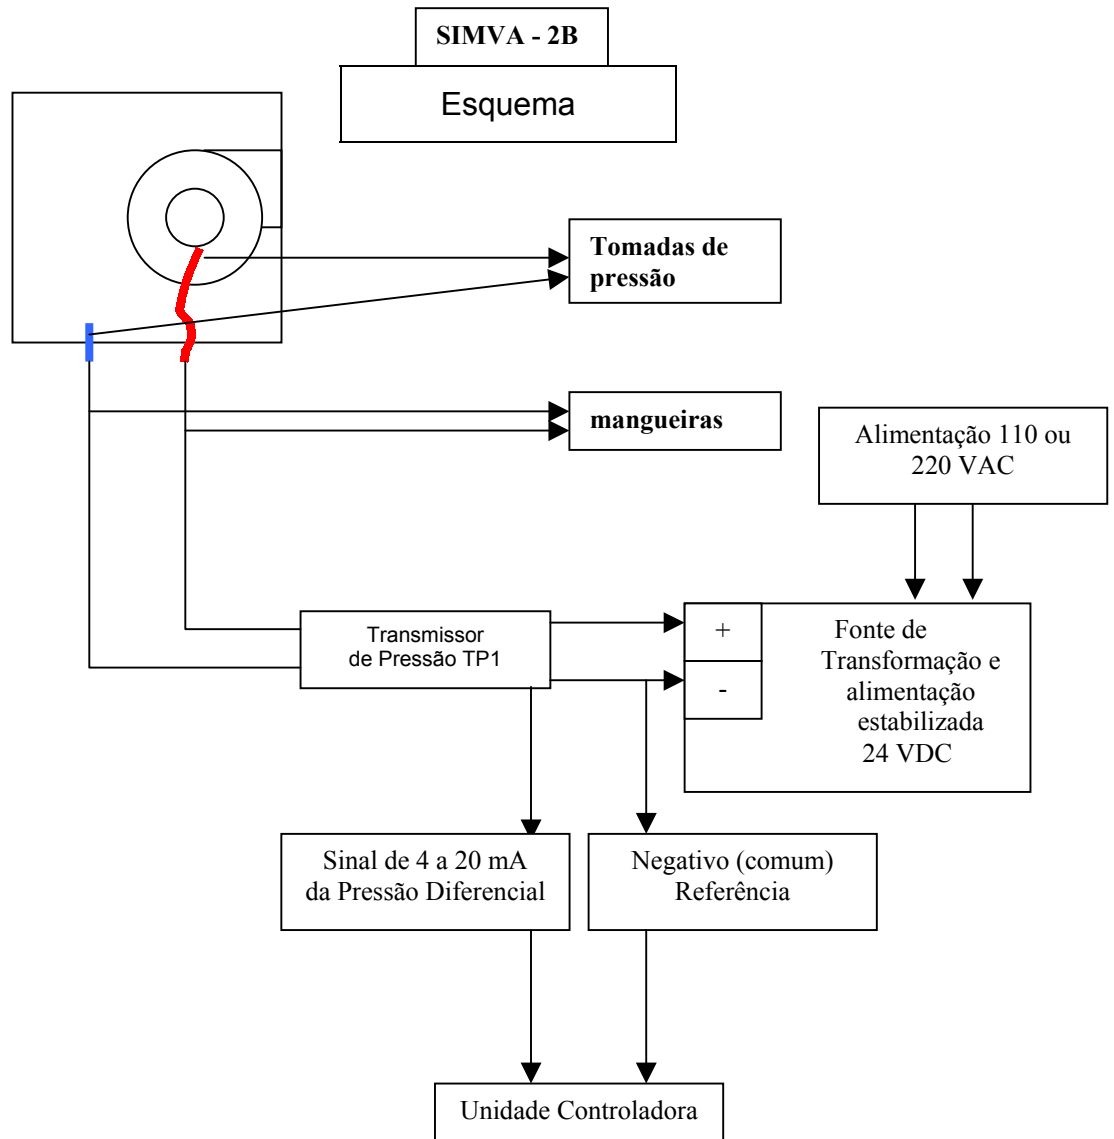 SIMVA - 2B
Esquema
Tomadas de
pressão
mangueiras
Alimentação 110 ou
220 VAC
Transmissor
de Pressão TP1
+
-
Fonte de
Transformação e
alimentação
estabilizada
24 VDC
Sinal de 4 a 20 mA
da Pressão Diferencial
Negativo (comum)
Referência
Unidade Controladora